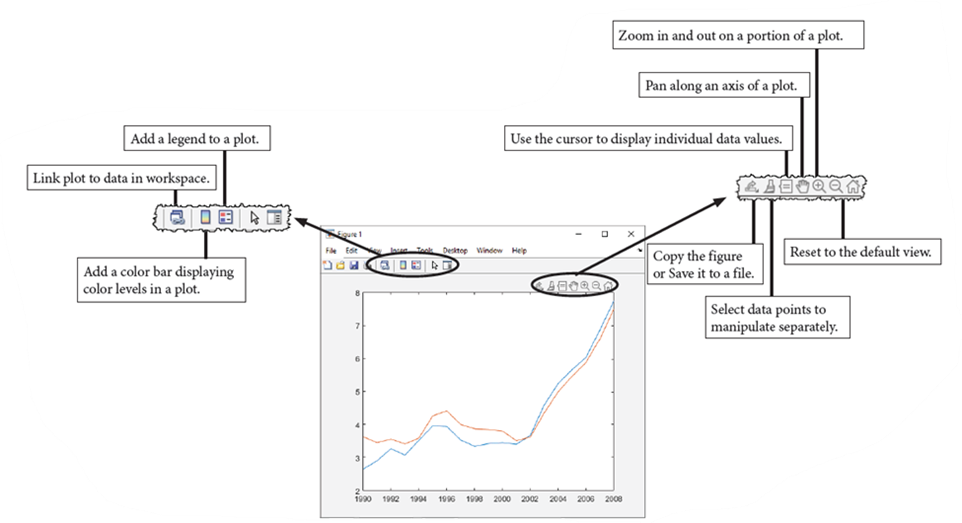 Zoom in and out on a portion of a plot.
Pan along an axis of a plot.
Use the cursor to display individual data values.
Add a legend to a plot.
Link plot to data in workspace.
Add a color bar displaying
color levels in a plot.
Copy the figure
or Save it to a file.
Reset to the default view.
Select data points to
manipulate separately.
Figure 1
File Edit Insert Tools Desktop Window Help
8
7
6
5
4
3
2
1990 1992 1994 1996 1998 2000 2002 2004 2006 2008